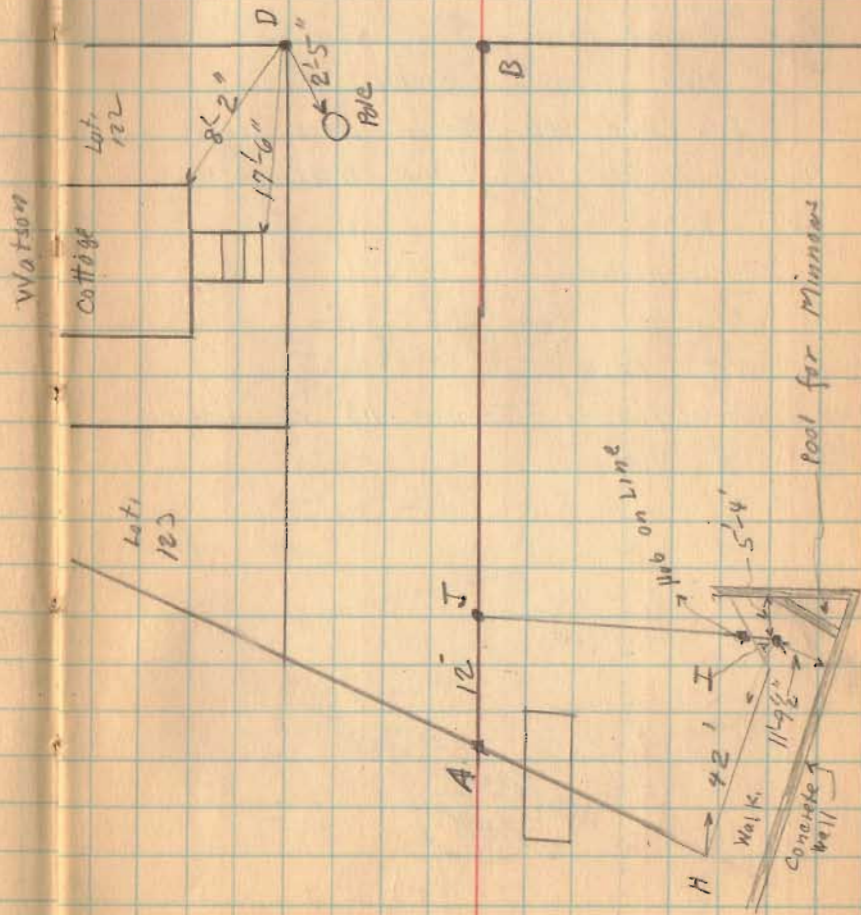 Watson
Cottage
Lot,
122
D
8'-2"
17'-6"
2'-5"
Pole
B
Lot,
123
A
12'
J
Hub on Line
5'-4'
Pool for Minnows
I
42'
11'-9½"
H
Walk,
Concrete
Wall